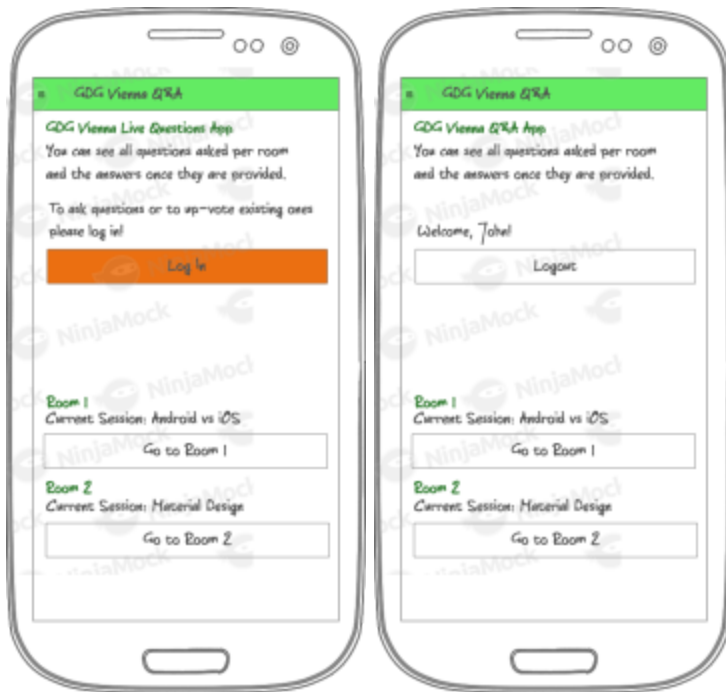 GDG Vienna Q&A
GDG Vienna Live Questions App
You can see all questions asked per room
and the answers once they are provided.
To ask questions or to up-vote existing ones
please log in!
Log In
Room 1
Current Session: Android vs iOS
Go to Room 1
Room 2
Current Session: Material Design
Go to Room 2
GDG Vienna Q&A
GDG Vienna Q&A App
You can see all questions asked per room
and the answers once they are provided.
Welcome, John!
Logout
Room 1
Current Session: Android vs iOS
Go to Room 1
Room 2
Current Session: Material Design
Go to Room 2
NinjaMock